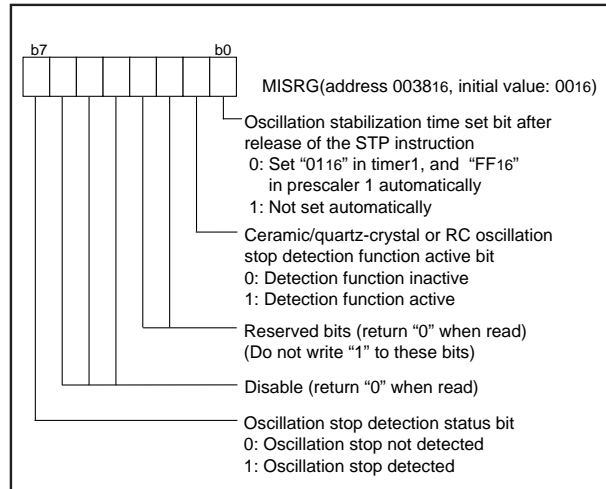 b7 b0
MISRG(address 003816, initial value: 0016)
Oscillation stabilization time set bit after
release of the STP instruction
0: Set “0116” in timer1, and “FF16”
in prescaler 1 automatically
1: Not set automatically
Ceramic/quartz-crystal or RC oscillation
stop detection function active bit
0: Detection function inactive
1: Detection function active
Reserved bits (return “0” when read)
(Do not write “1” to these bits)
Disable (return “0” when read)
Oscillation stop detection status bit
0: Oscillation stop not detected
1: Oscillation stop detected